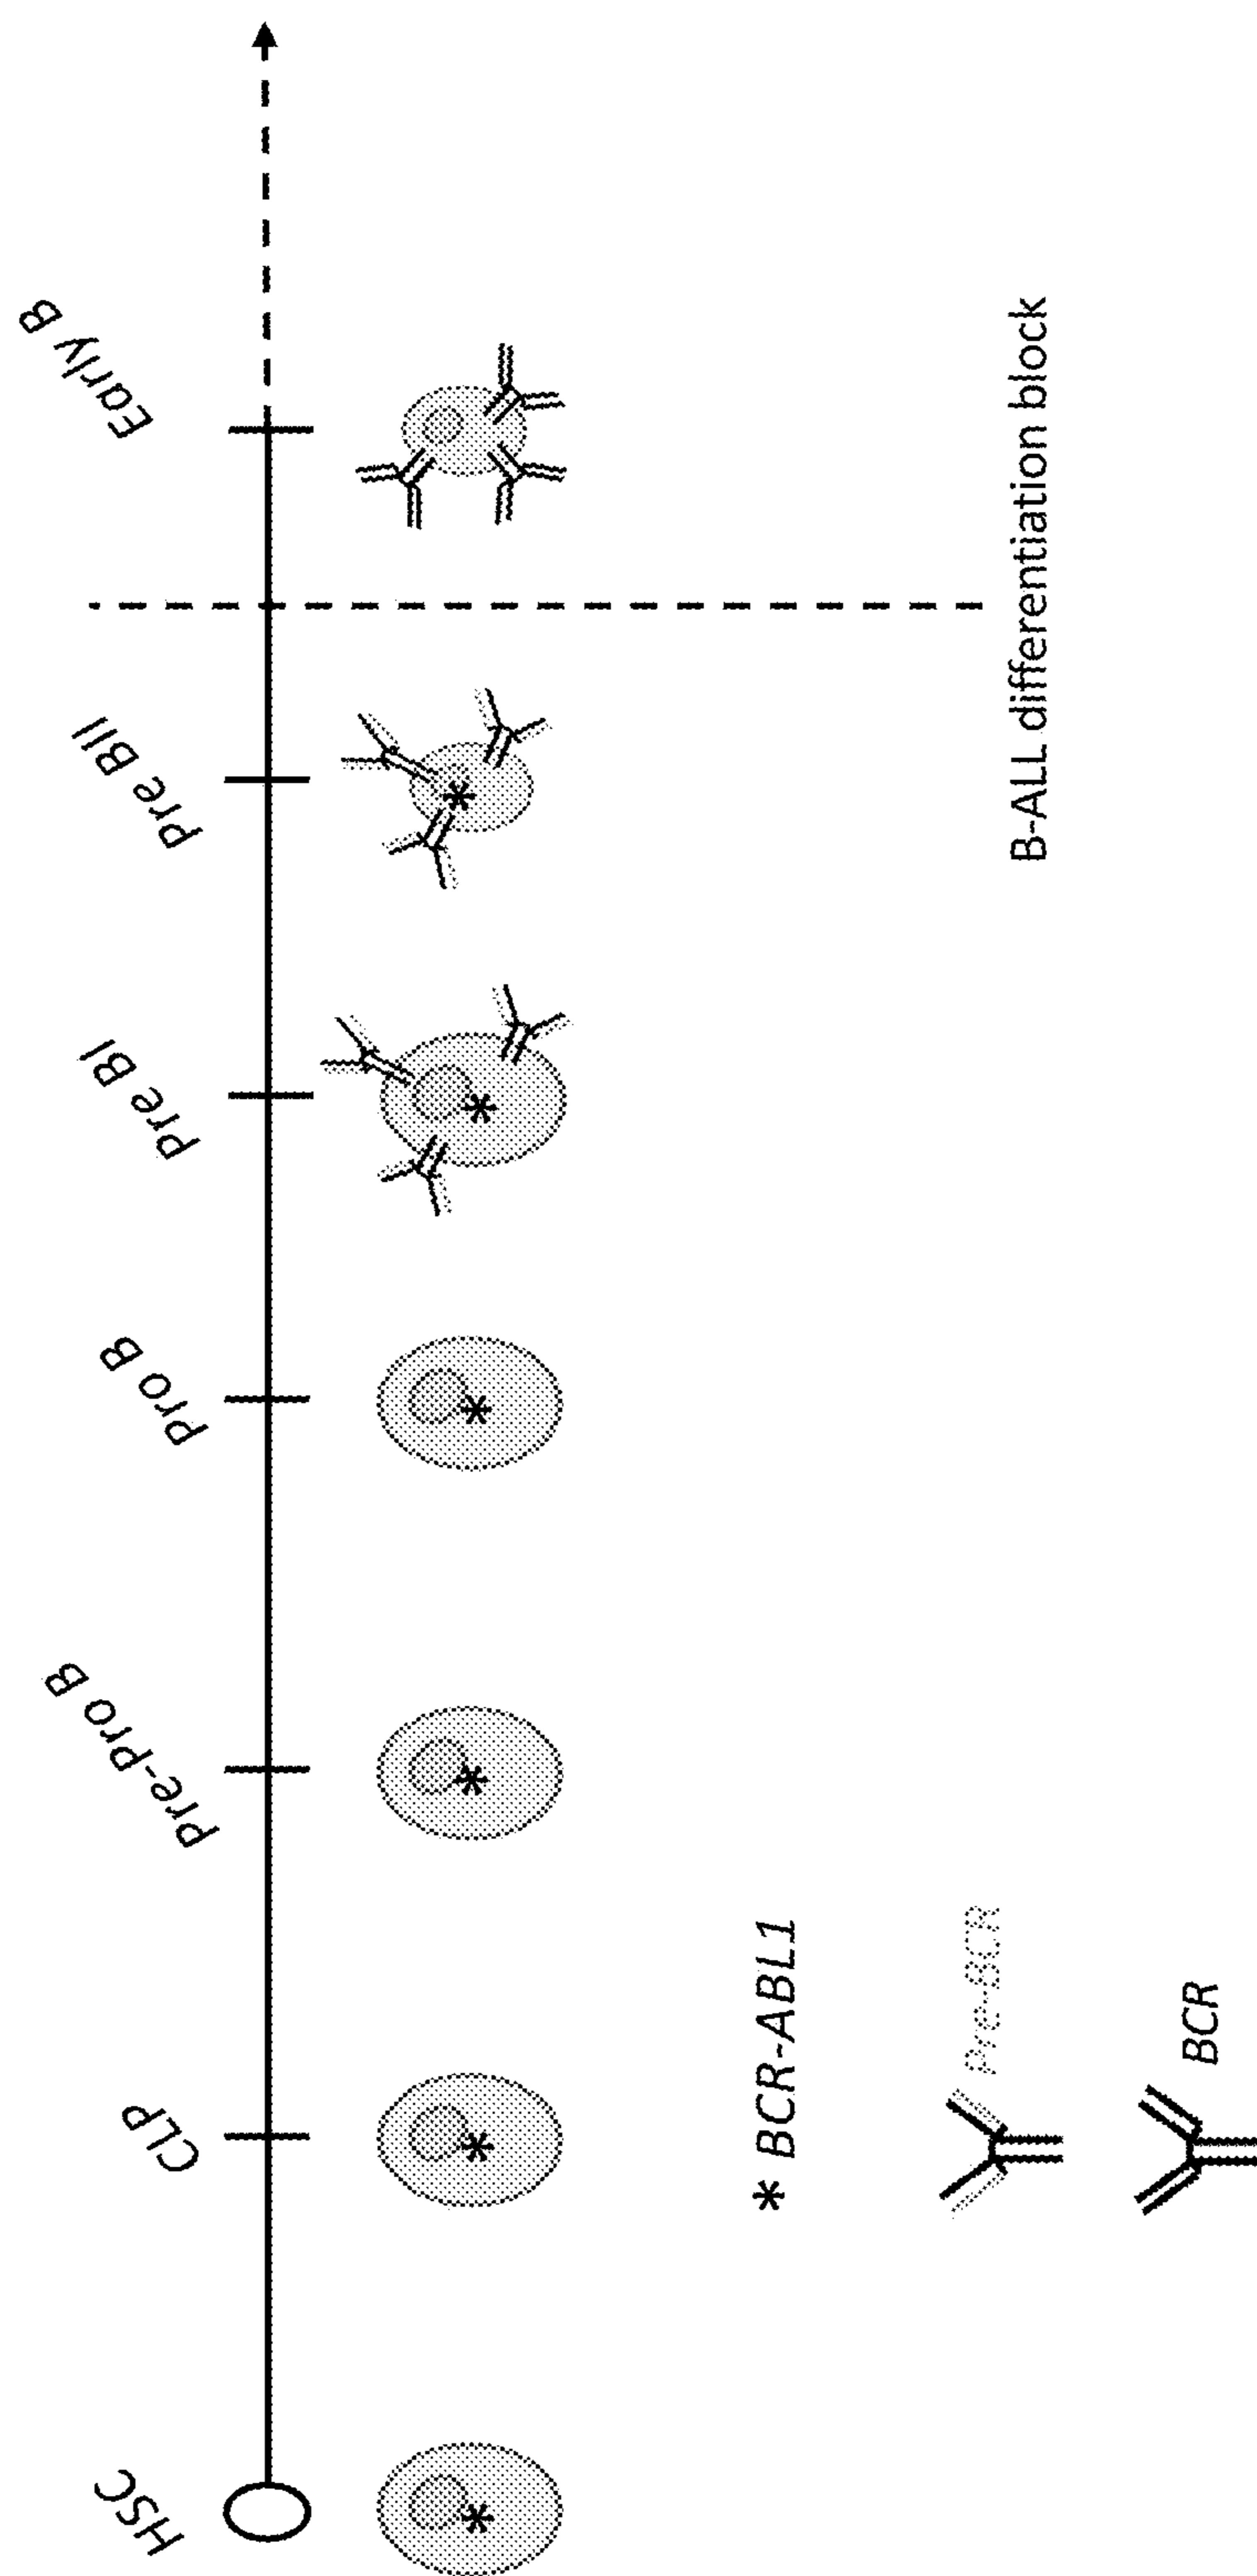 HSC
CLP
Pre-Pro B
Pro B
Pre BI
Pre BII
Early B
* BCR-ABL1
Pre-BCR
BCR
B-ALL differentiation block